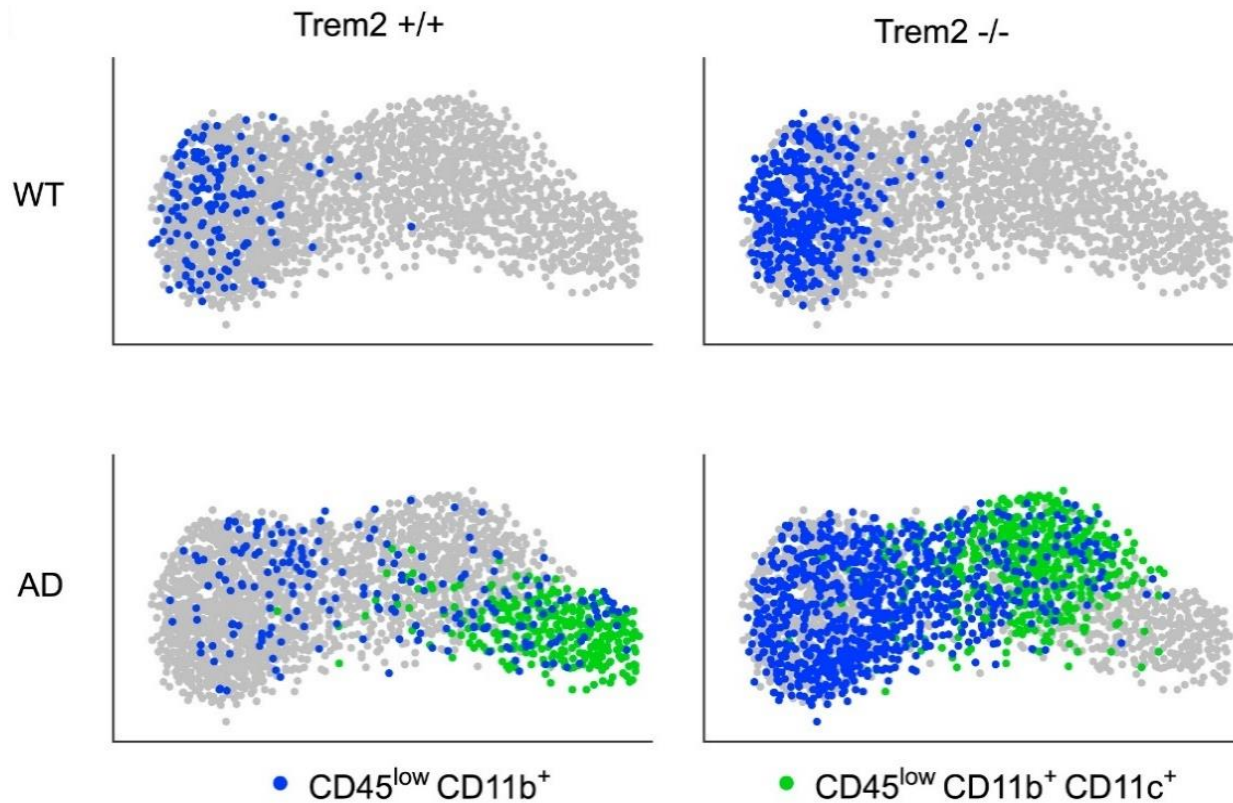 Trem2 +/+
Trem2 -/-
WT
AD
CD45low CD11b+
CD45low CD11b+ CD11c+